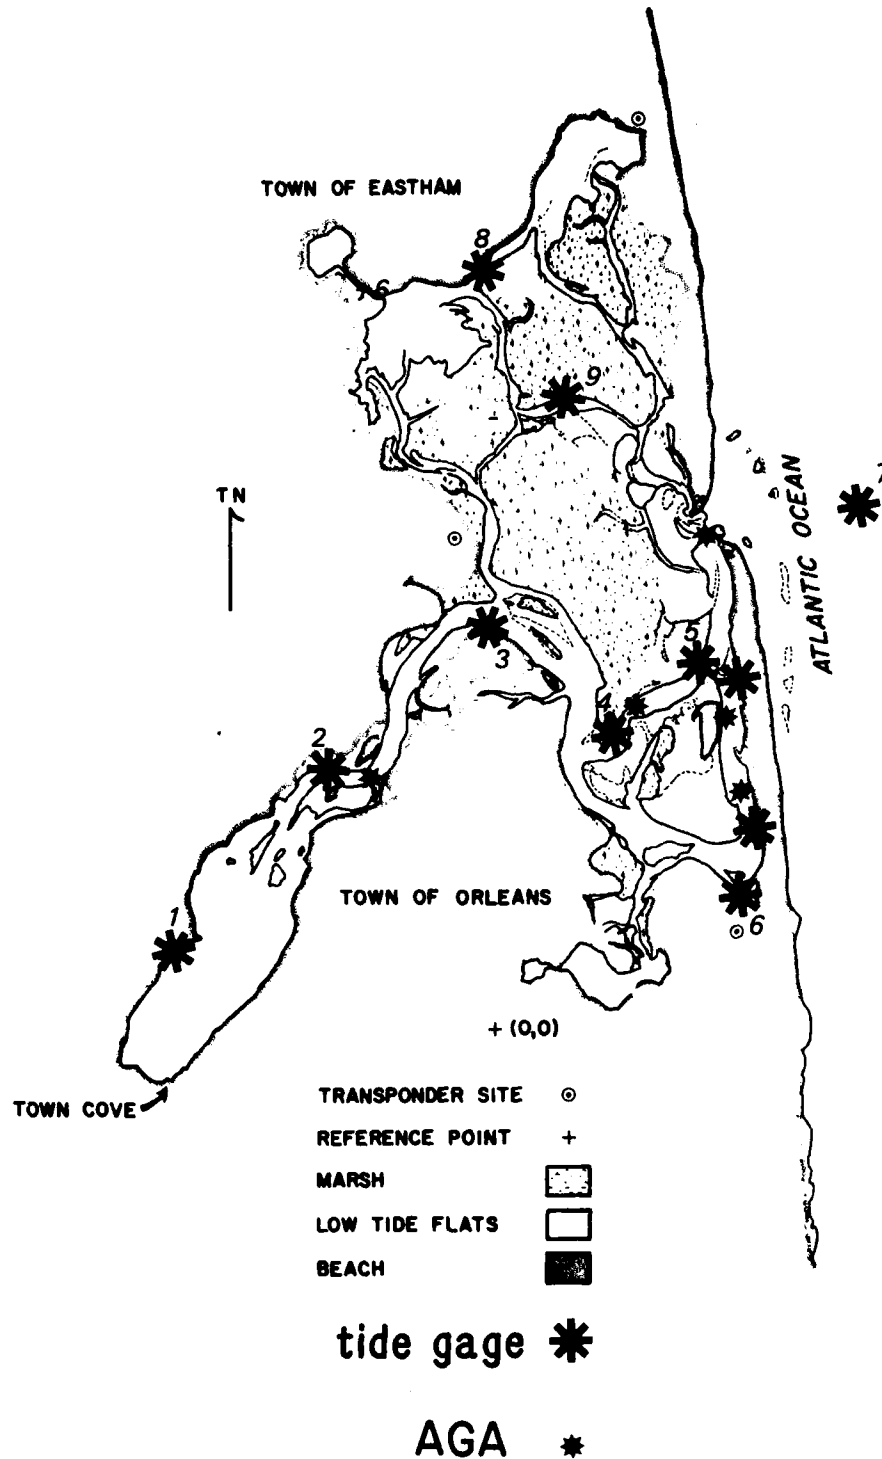 TOWN OF EASTHAM
8
6
9
TN
ATLANTIC OCEAN
5
3
4
2
TOWN OF ORLEANS
1
6
+ (0,0)
TOWN COVE
TRANSPONDER SITE
REFERENCE POINT +
MARSH
LOW TIDE FLATS
BEACH
tide gage
AGA